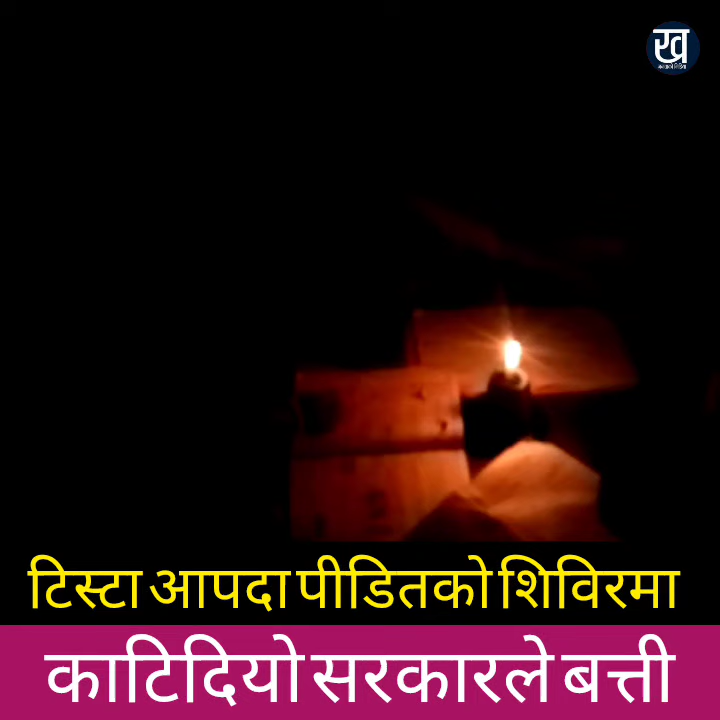 ख
टिस्टा आपदा पीडितको शिविरमा
काटिदियो सरकारले बत्ती